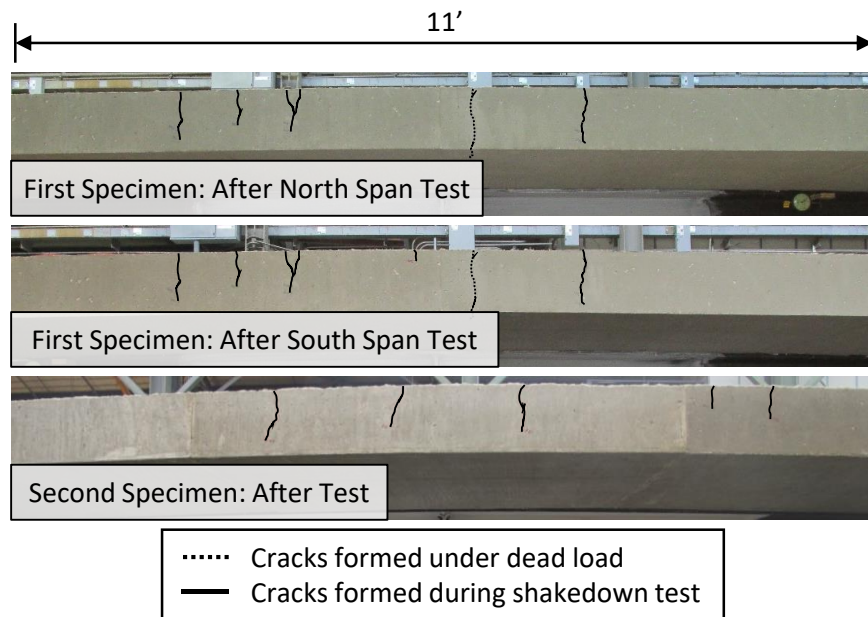 11’
First Specimen: After North Span Test
First Specimen: After South Span Test
Second Specimen: After Test
Cracks formed under dead load
Cracks formed during shakedown test